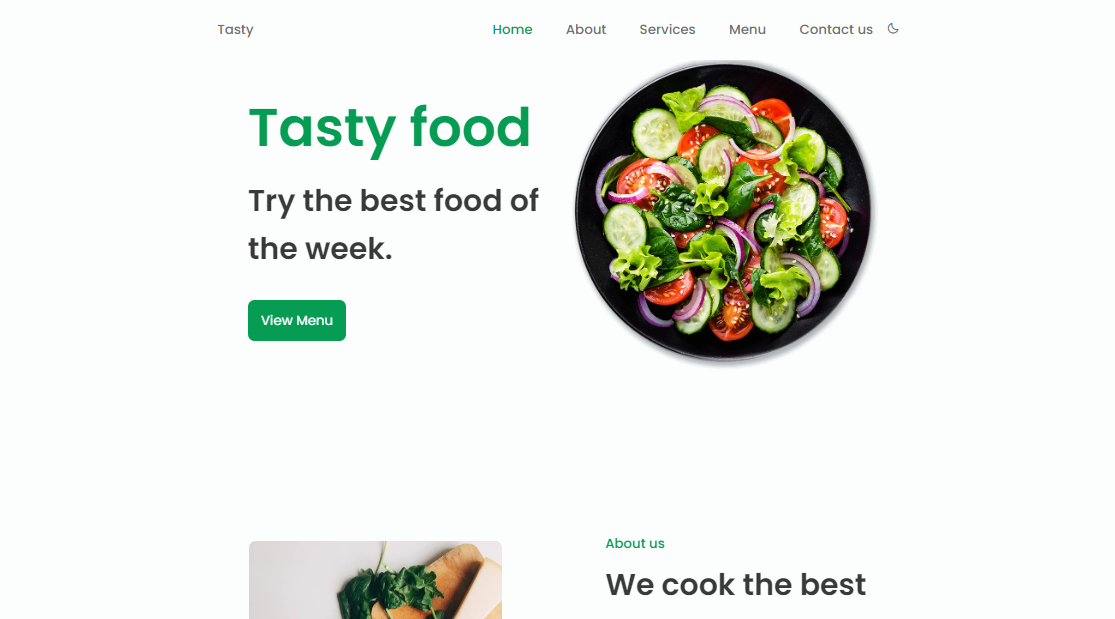 Tasty
Home About Services Menu Contact us
Tasty food
Try the best food of
the week.
View Menu
About us
We cook the best